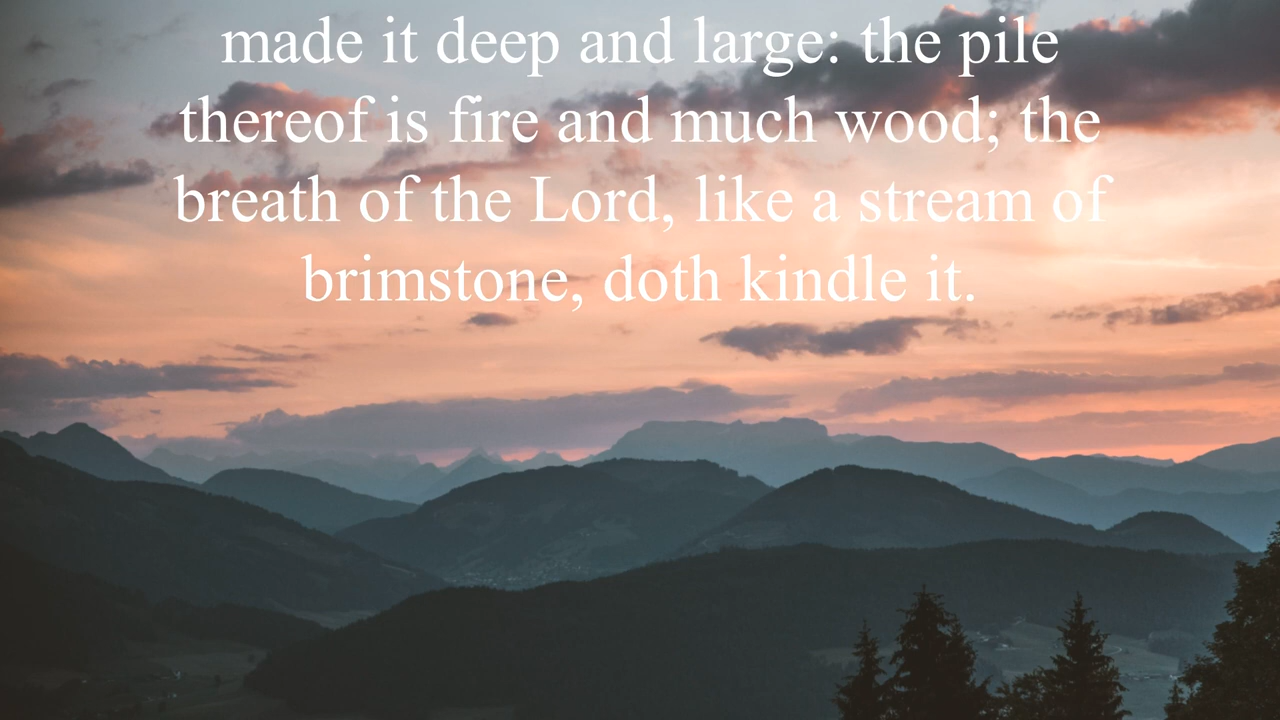 made it deep and large: the pile
thereof is fire and much wood; the
breath of the Lord, like a stream of
brimstone, doth kindle it.